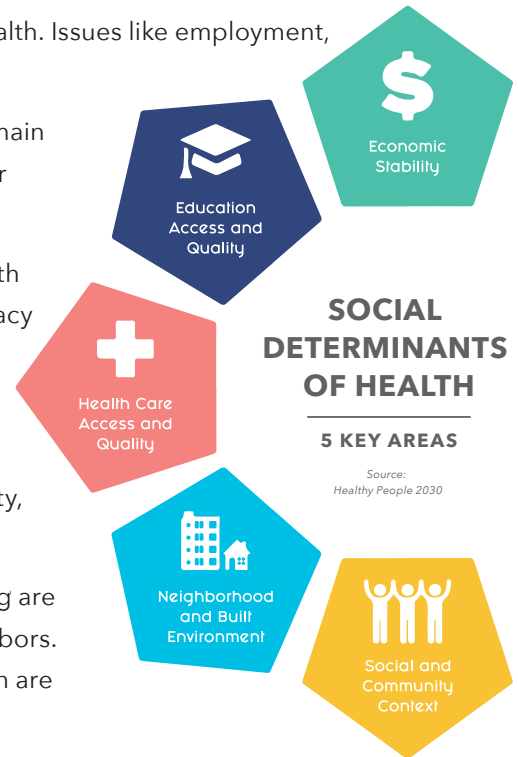 alth. Issues like employment,
main
r
th
acy
ty,
g are
bors.
n are
$
Economic
Stability
Education
Access and
Quality
Health Care
Access and
Quality
Neighborhood
and Built
Environment
Social and
Community
Context
SOCIAL
DETERMINANTS
OF HEALTH
5 KEY AREAS
Source:
Healthy People 2030